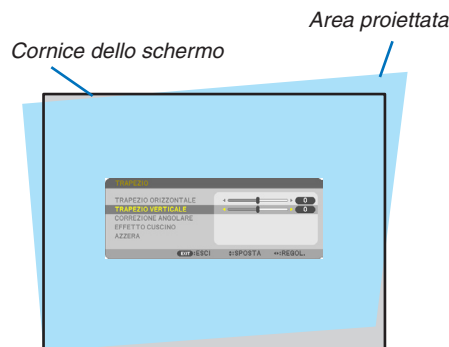 Area proiettata
Cornice dello schermo
TRAPEZIO
TRAPEZIO ORIZZONTALE 0
TRAPEZIO VERTICALE 0
CORREZIONE ANGOLARE
EFFETTO CUSCINO
AZZERA
EXIT:ESCI ↕:SPOSTA ↔:REGOL.